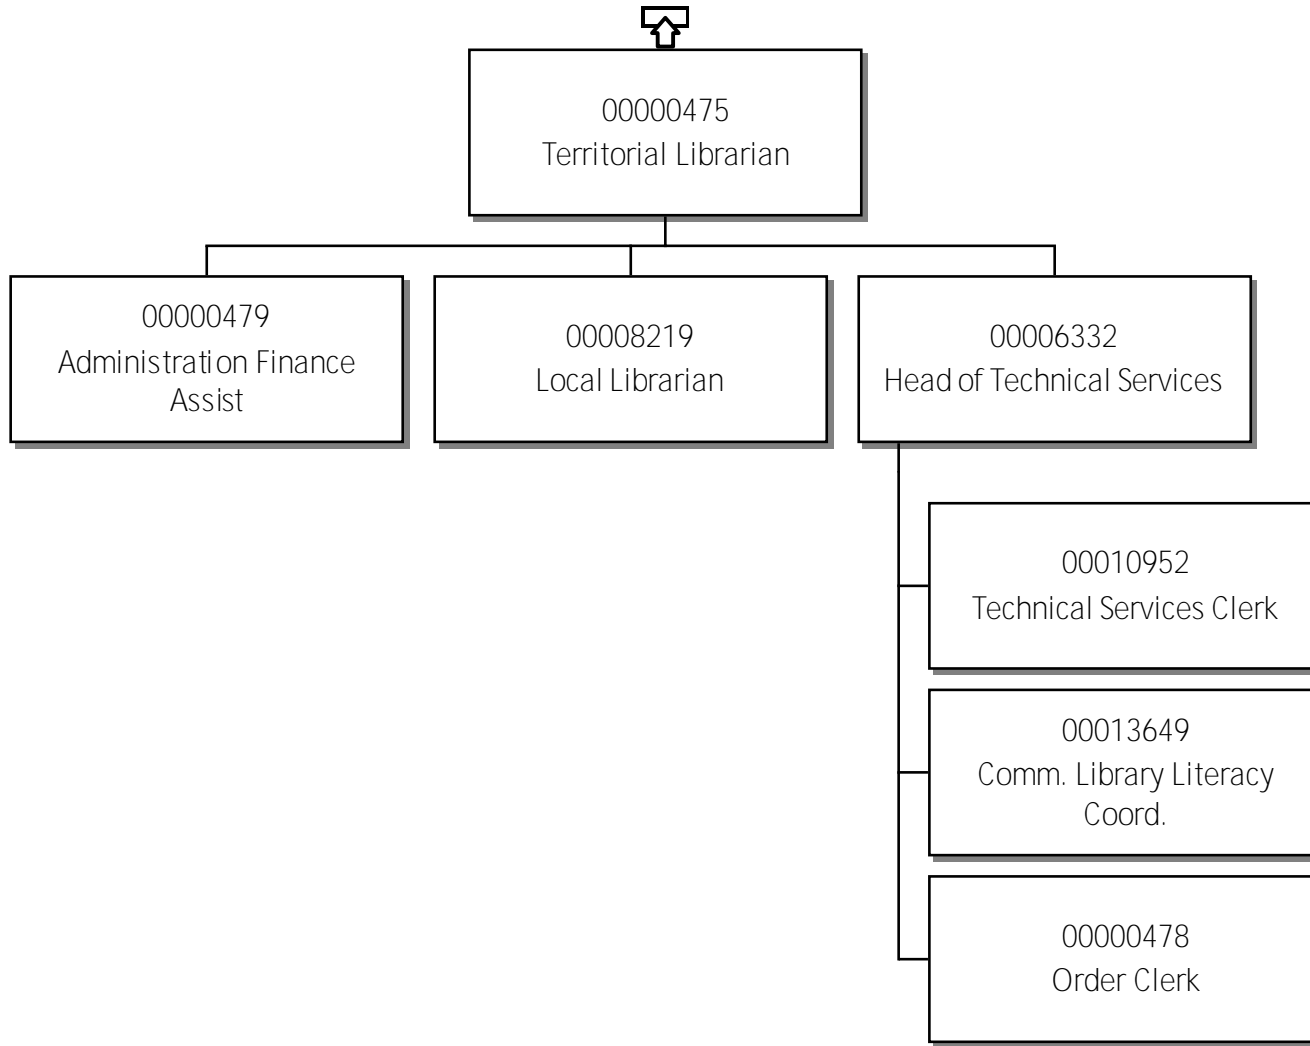 00000475
Territorial Librarian
00000479
Administration Finance
Assist
00008219
Local Librarian
00006332
Head of Technical Services
00010952
Technical Services Clerk
00013649
Comm. Library Literacy
Coord.
00000478
Order Clerk